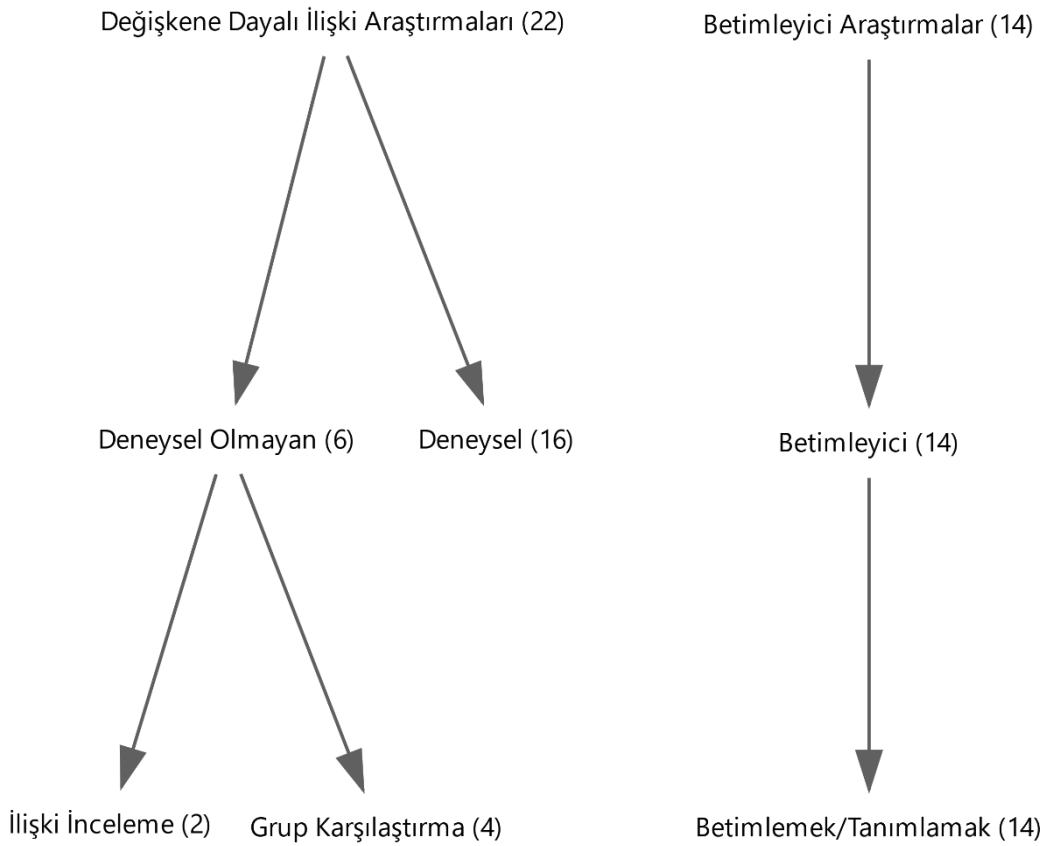 Değişkene Dayalı İlişki Araştırmaları (22)
Betimleyici Araştırmalar (14)
Deneysel Olmayan (6)
Deneysel (16)
Betimleyici (14)
İlişki İnceleme (2)
Grup Karşılaştırma (4)
Betimlemek/Tanımlamak (14)